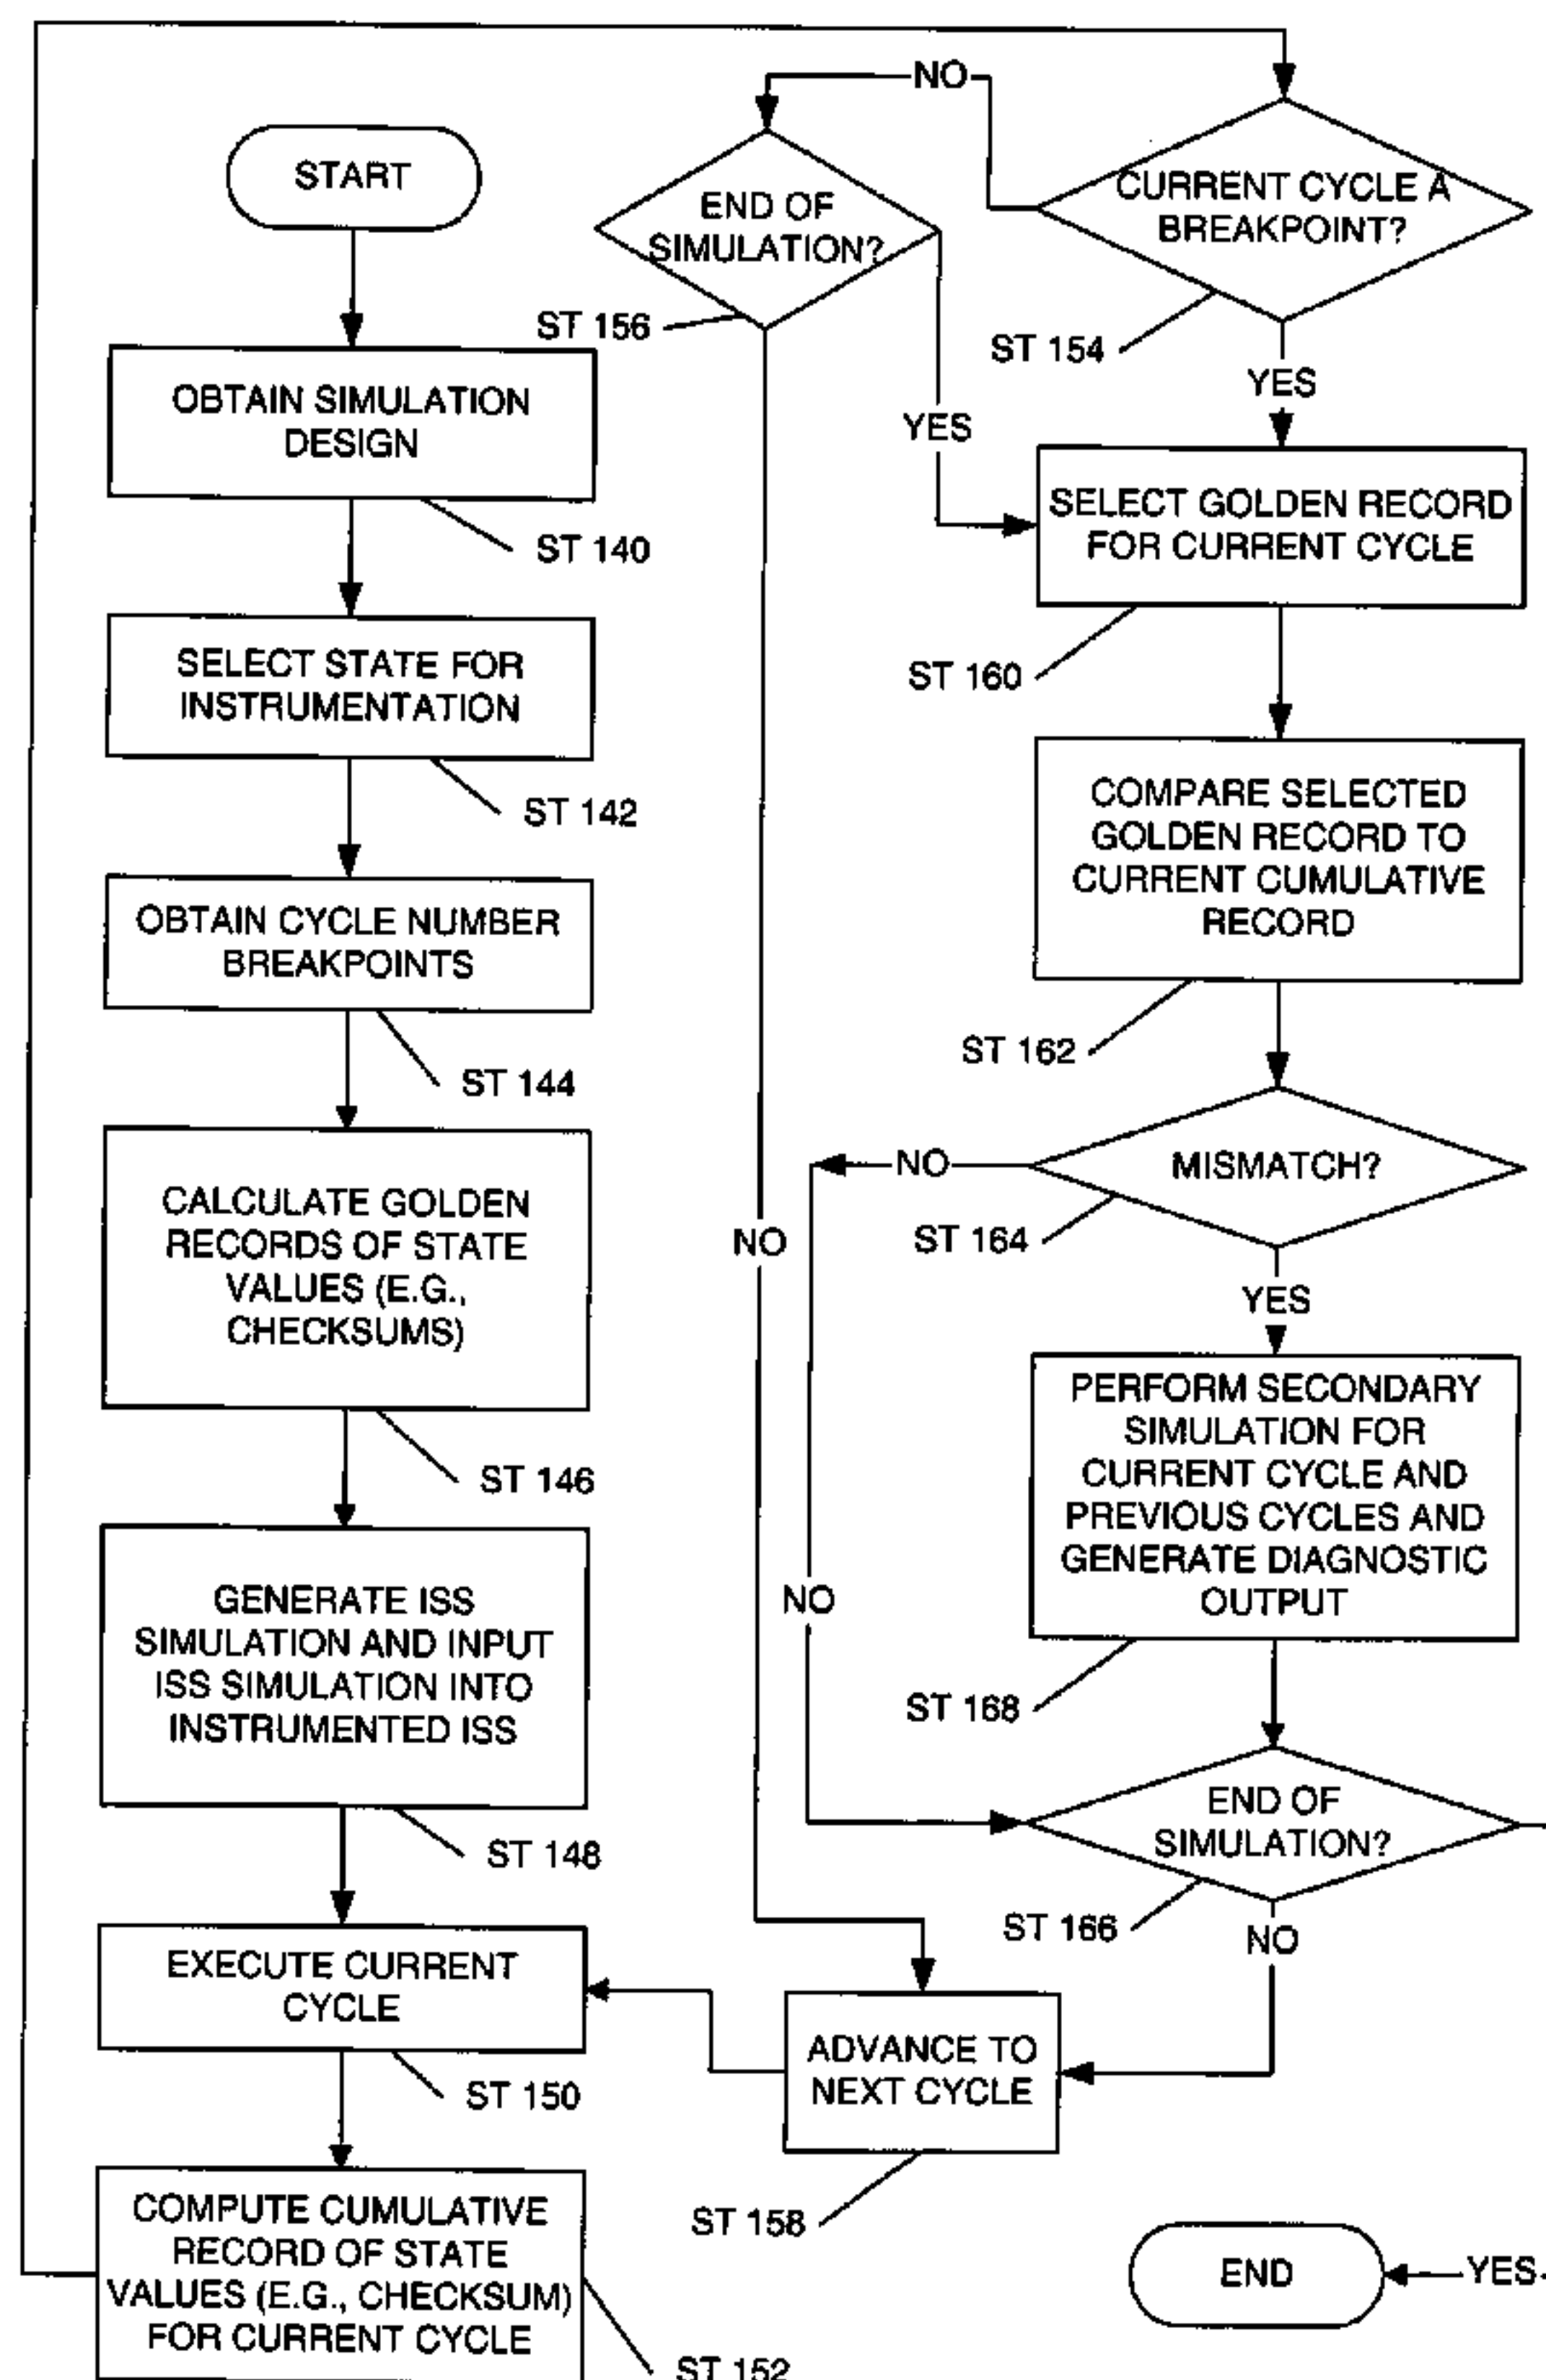 START
OBTAIN SIMULATION
DESIGN
ST 140
SELECT STATE FOR
INSTRUMENTATION
ST 142
OBTAIN CYCLE NUMBER
BREAKPOINTS
ST 144
CALCULATE GOLDEN
RECORDS OF STATE
VALUES (E.G.,
CHECKSUMS)
ST 146
GENERATE ISS
SIMULATION AND INPUT
ISS SIMULATION INTO
INSTRUMENTED ISS
ST 148
EXECUTE CURRENT
CYCLE
ST 150
COMPUTE CUMULATIVE
RECORD OF STATE
VALUES (E.G., CHECKSUM)
FOR CURRENT CYCLE
ST 152
CURRENT CYCLE A
BREAKPOINT?
ST 154
NO
YES
END OF
SIMULATION?
ST 156
YES
NO
SELECT GOLDEN RECORD
FOR CURRENT CYCLE
ST 160
COMPARE SELECTED
GOLDEN RECORD TO
CURRENT CUMULATIVE
RECORD
ST 162
MISMATCH?
ST 164
NO
NO
YES
PERFORM SECONDARY
SIMULATION FOR
CURRENT CYCLE AND
PREVIOUS CYCLES AND
GENERATE DIAGNOSTIC
OUTPUT
ST 168
END OF
SIMULATION?
ST 166
NO
ADVANCE TO
NEXT CYCLE
ST 158
YES
END